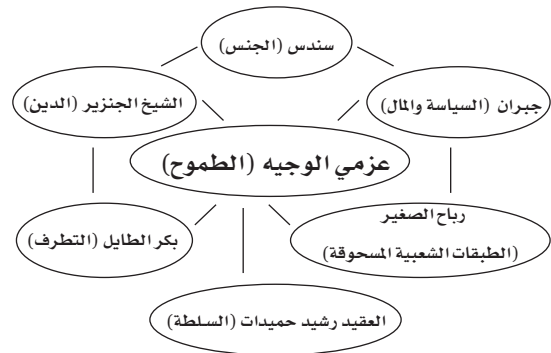 سندس (الجنس)
جبران (السياسة والمال)
الشيخ الجنزير (الدين)
عزمي الوجيه (الطموح)
رباح الصغير
(الطبقات الشعبية المسحوقة)
بكر الطايل (التطرف)
العقيد رشيد حميدات (السلطة)